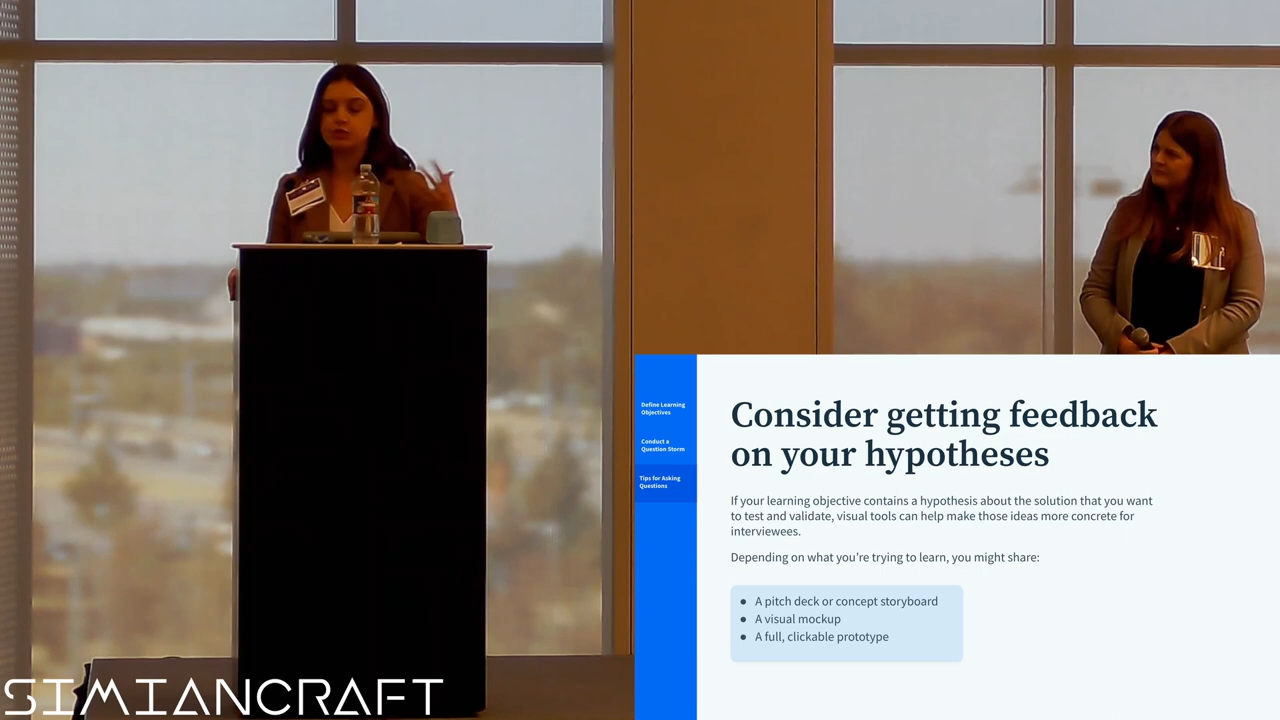 Define Learning
Objectives
Conduct a
Question Storm
Tips for Asking
Questions
Consider getting feedback
on your hypotheses
If your learning objective contains a hypothesis about the solution that you want
to test and validate, visual tools can help make those ideas more concrete for
interviewees.
Depending on what you’re trying to learn, you might share:
● A pitch deck or concept storyboard
● A visual mockup
● A full, clickable prototype
SIMIANCRAFT